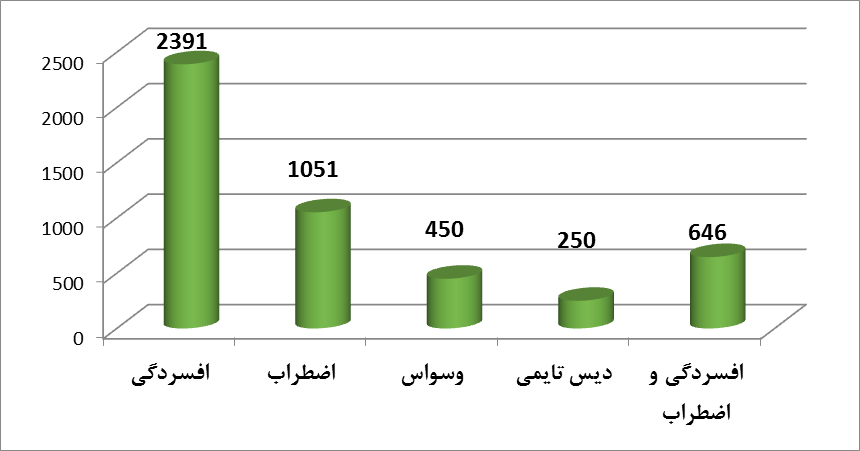 2391
2500
2000
1051
1500
1000
450
250
646
500
0
افسردگی
اضطراب
وسواس
دیس تایمی
افسردگی و
اضطراب